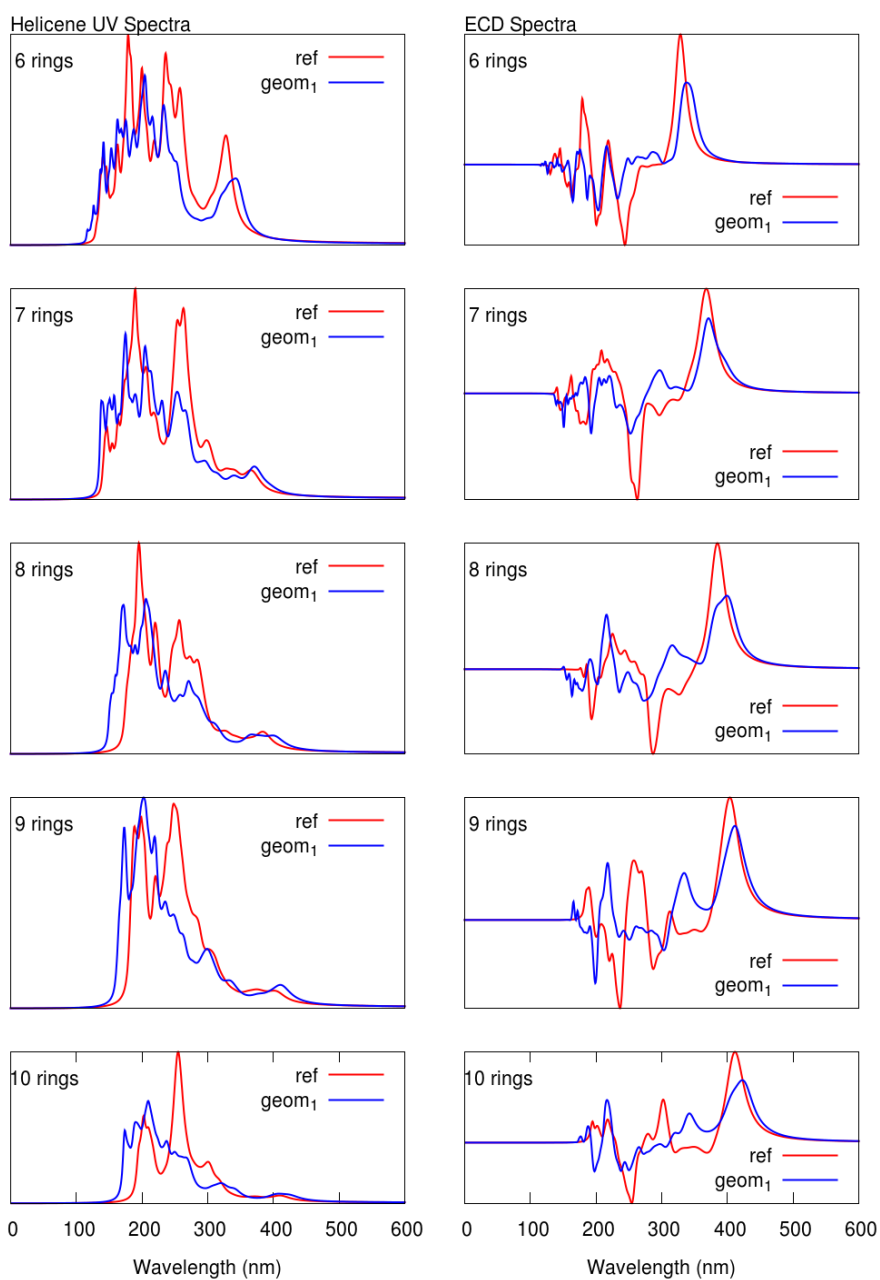 Helicene UV Spectra
6 rings
ref
geom1
7 rings
ref
geom1
8 rings
ref
geom1
9 rings
ref
geom1
10 rings
ref
geom1
0 100 200 300 400 500 600
Wavelength (nm)
ECD Spectra
6 rings
ref
geom1
7 rings
ref
geom1
8 rings
ref
geom1
9 rings
ref
geom1
10 rings
ref
geom1
0 100 200 300 400 500 600
Wavelength (nm)